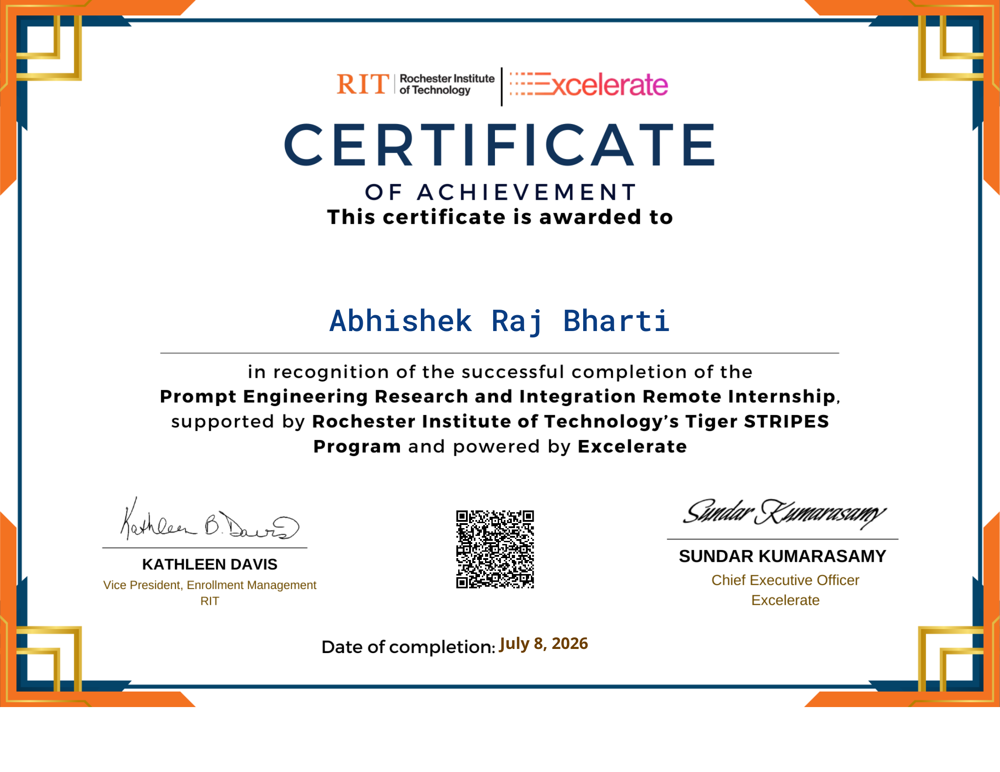 RIT | Rochester Institute
of Technology
Excelerate
CERTIFICATE
OF ACHIEVEMENT
This certificate is awarded to
Abhishek Raj Bharti
in recognition of the successful completion of the
Prompt Engineering Research and Integration Remote Internship,
supported by Rochester Institute of Technology’s Tiger STRIPES
Program and powered by Excelerate
Kathleen B. Davis
KATHLEEN DAVIS
Vice President, Enrollment Management
RIT
Sundar Kumarasamy
SUNDAR KUMARASAMY
Chief Executive Officer
Excelerate
Date of completion: July 8, 2026